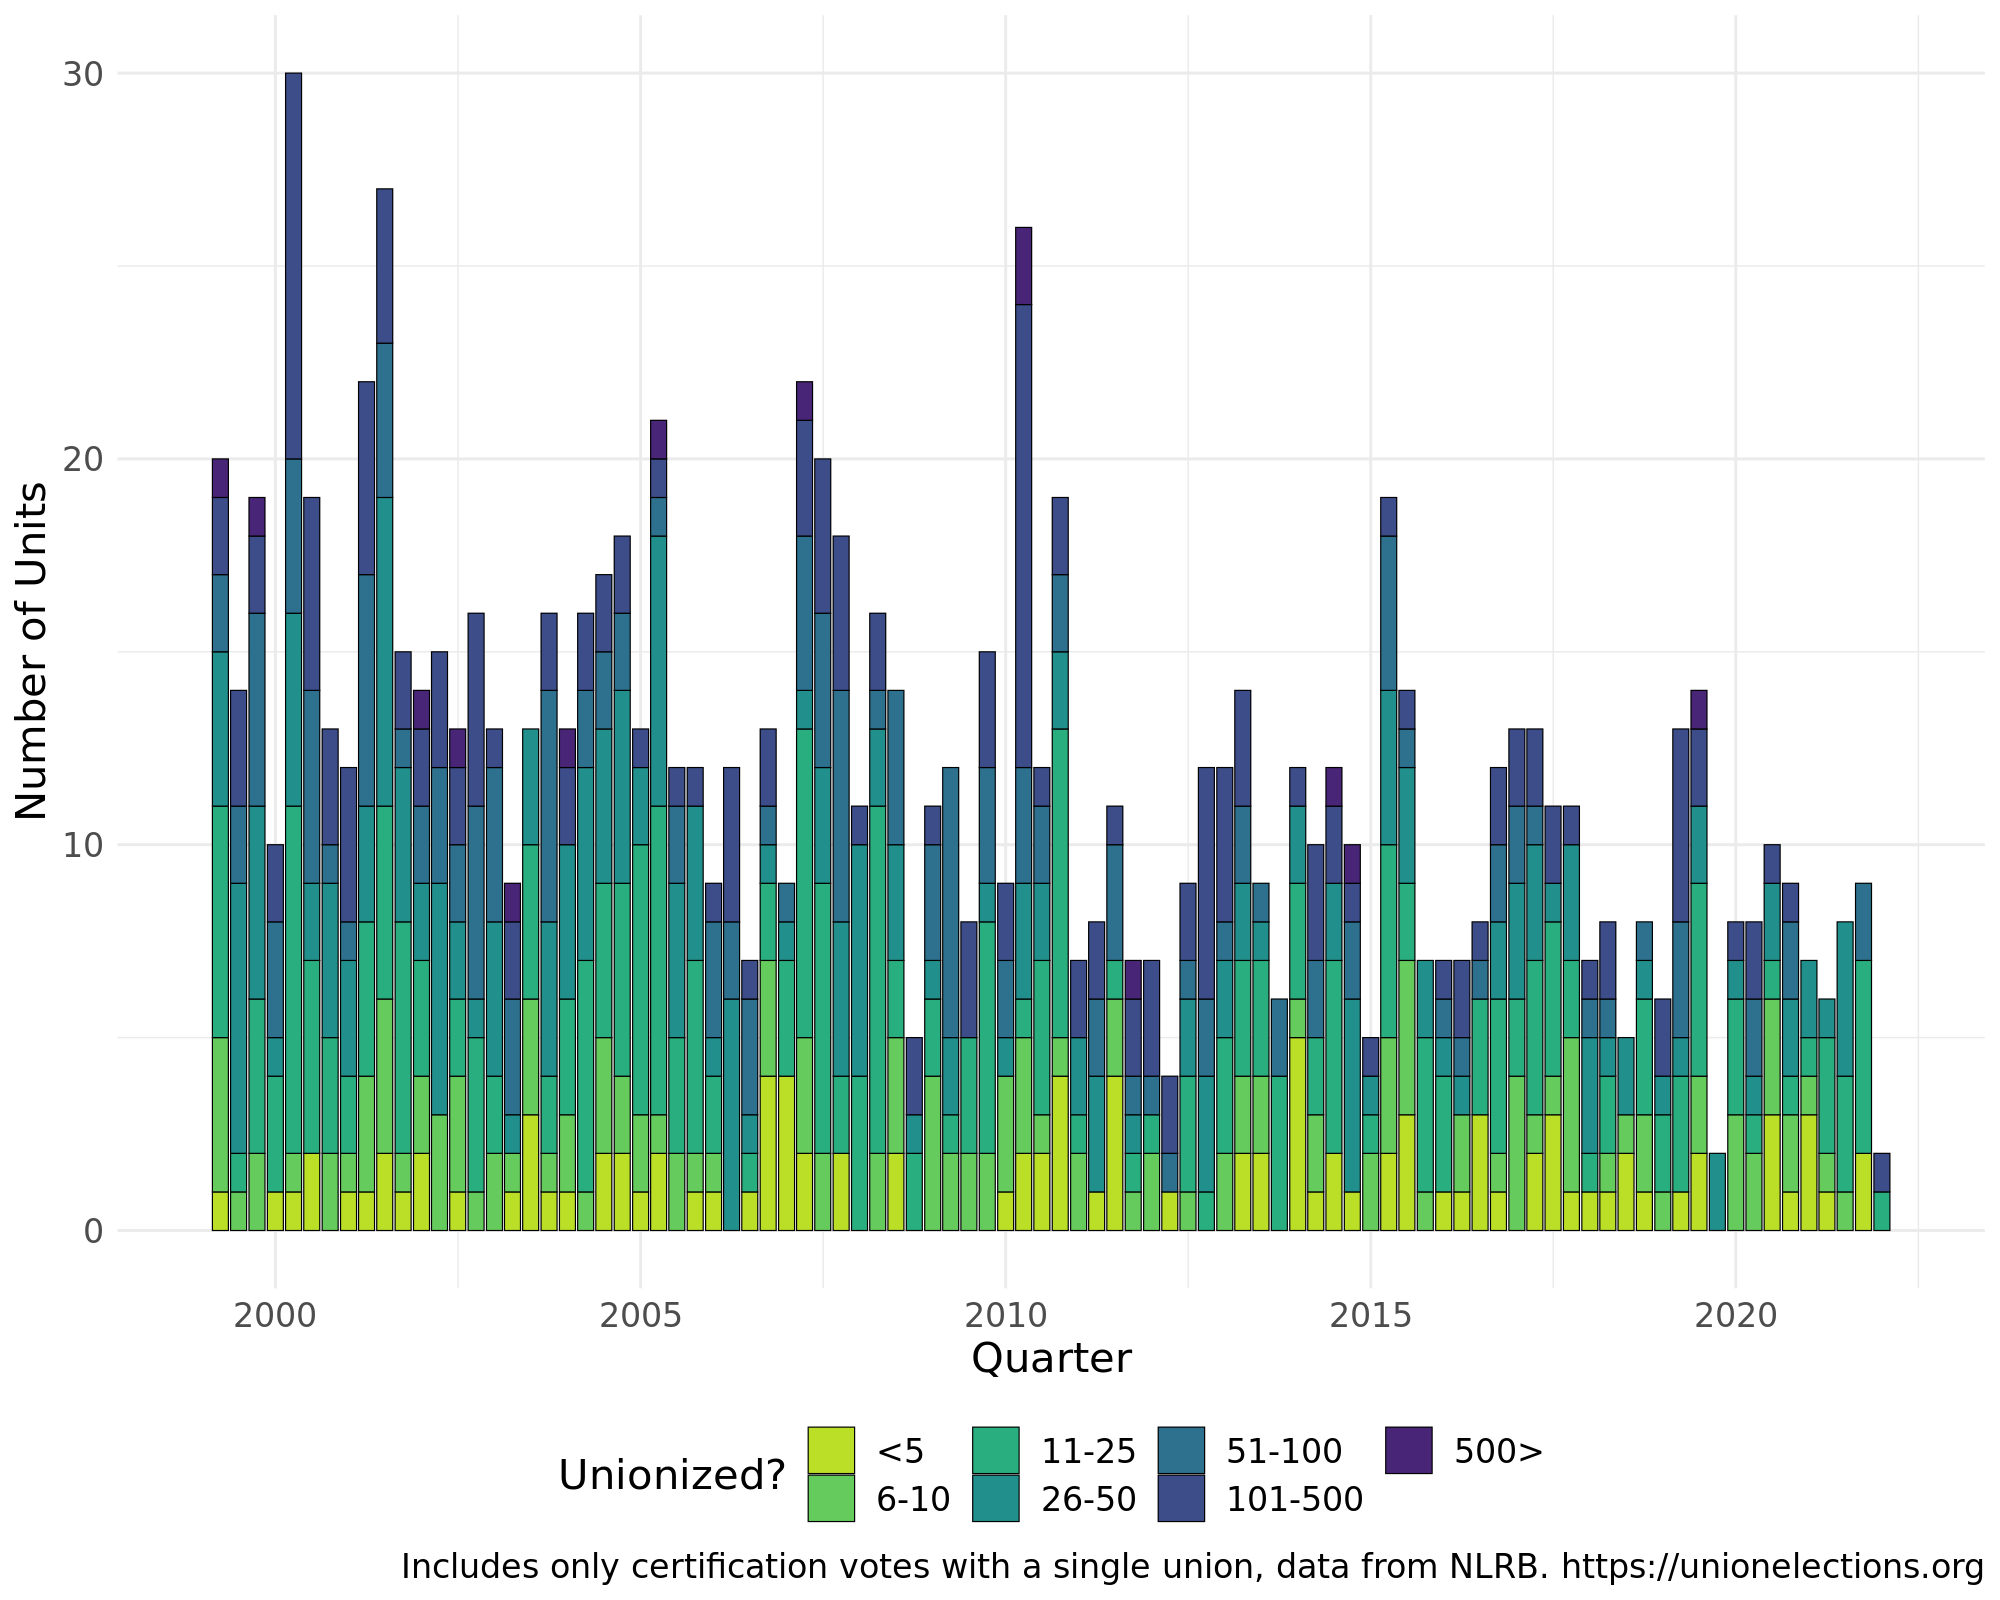 30
20
10
0
Number of Units
2000 2005 2010 2015 2020
Quarter
Unionized?
<5 11-25 51-100 500>
6-10 26-50 101-500
Includes only certification votes with a single union, data from NLRB. https://unionelections.org